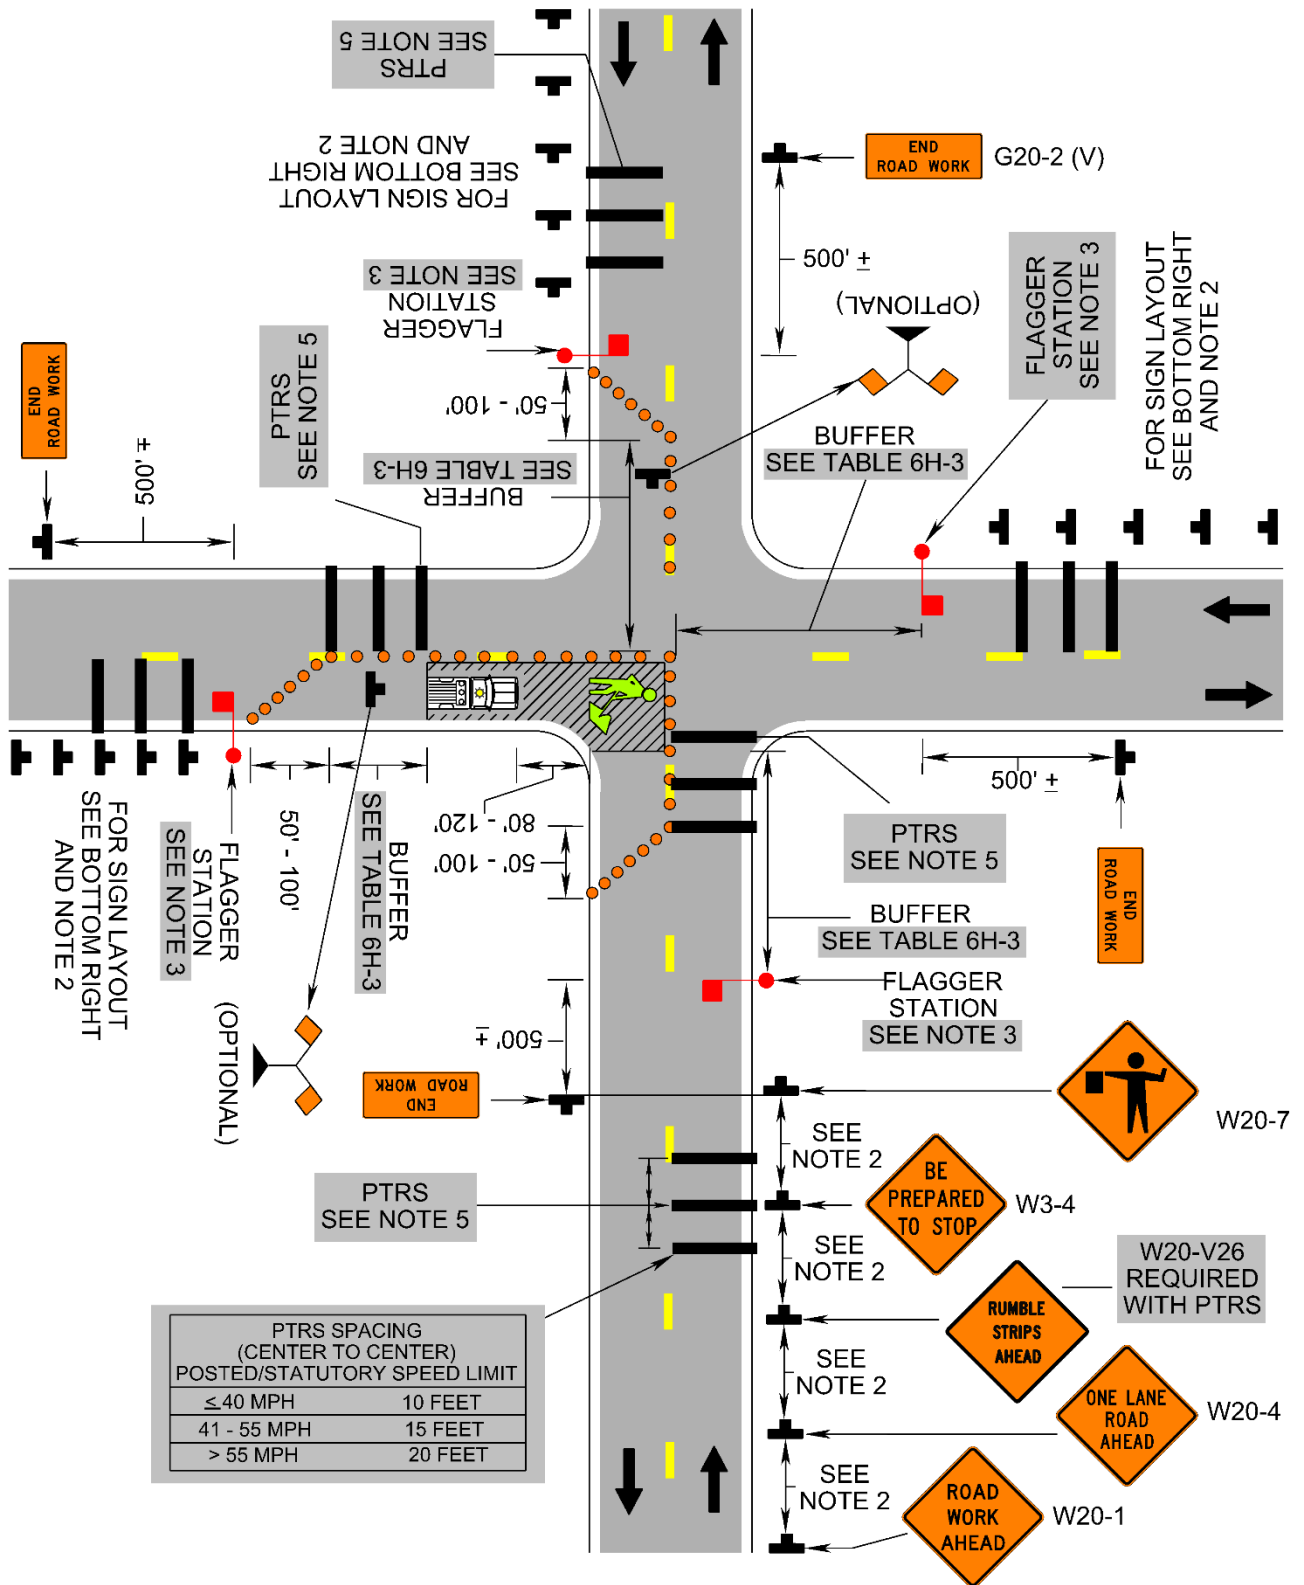 PTRS
SEE NOTE 5
FOR SIGN LAYOUT
SEE BOTTOM RIGHT
AND NOTE 2
END
ROAD WORK
G20-2 (V)
500' ±
(OPTIONAL)
FLAGGER
STATION
SEE NOTE 3
FOR SIGN LAYOUT
SEE BOTTOM RIGHT
AND NOTE 2
FLAGGER
STATION
SEE NOTE 3
END
ROAD WORK
500' ±
PTRS
SEE NOTE 5
50' - 100'
BUFFER
SEE TABLE 6H-3
BUFFER
SEE TABLE 6H-3
FOR SIGN LAYOUT
SEE BOTTOM RIGHT
AND NOTE 2
FLAGGER
STATION
SEE NOTE 3
50' - 100'
BUFFER
SEE TABLE 6H-3
(OPTIONAL)
80' - 120'
50' - 100'
500' ±
END
ROAD WORK
500' ±
END
ROAD WORK
PTRS
SEE NOTE 5
BUFFER
SEE TABLE 6H-3
FLAGGER
STATION
SEE NOTE 3
W20-7
SEE
NOTE 2
BE
PREPARED
TO STOP
W3-4
SEE
NOTE 2
RUMBLE
STRIPS
AHEAD
W20-V26
REQUIRED
WITH PTRS
SEE
NOTE 2
ONE LANE
ROAD
AHEAD
W20-4
SEE
NOTE 2
ROAD
WORK
AHEAD
W20-1
PTRS
SEE NOTE 5
PTRS SPACING
(CENTER TO CENTER)
POSTED/STATUTORY SPEED LIMIT
≤40 MPH 10 FEET
41 - 55 MPH 15 FEET
> 55 MPH 20 FEET